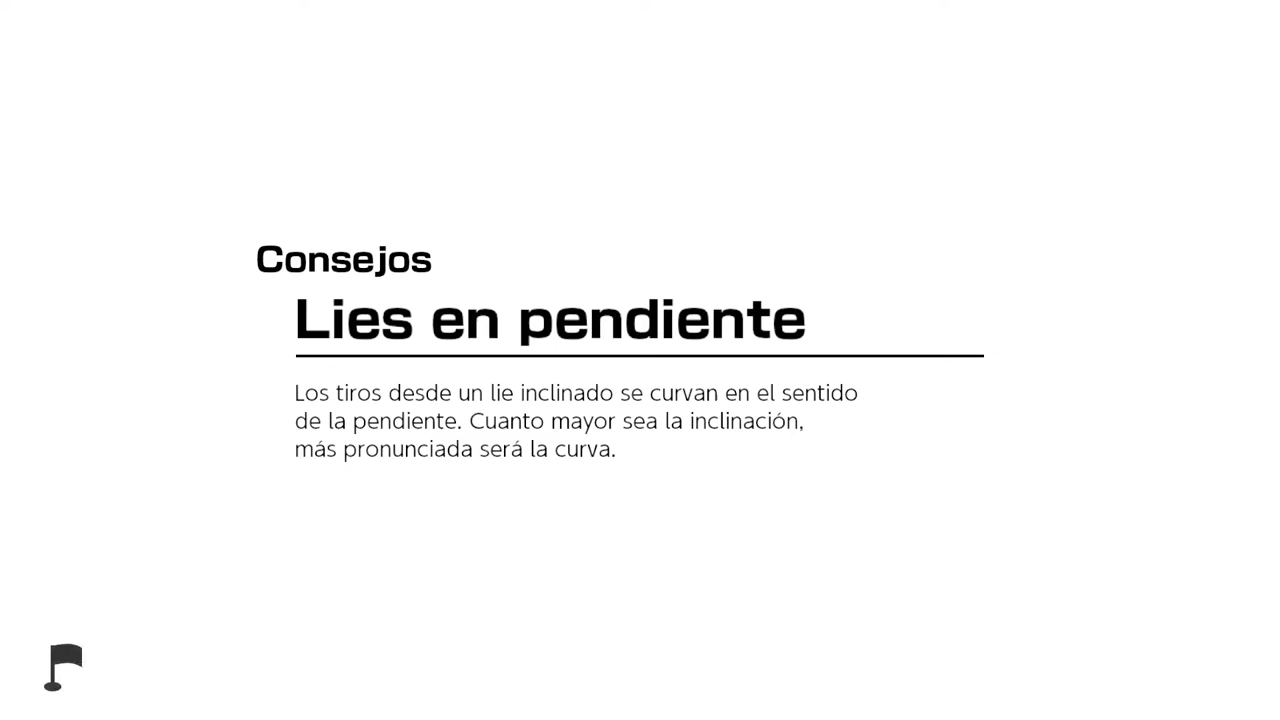 Consejos
Lies en pendiente
Los tiros desde un lie inclinado se curvan en el sentido
de la pendiente. Cuanto mayor sea la inclinación,
más pronunciada será la curva.